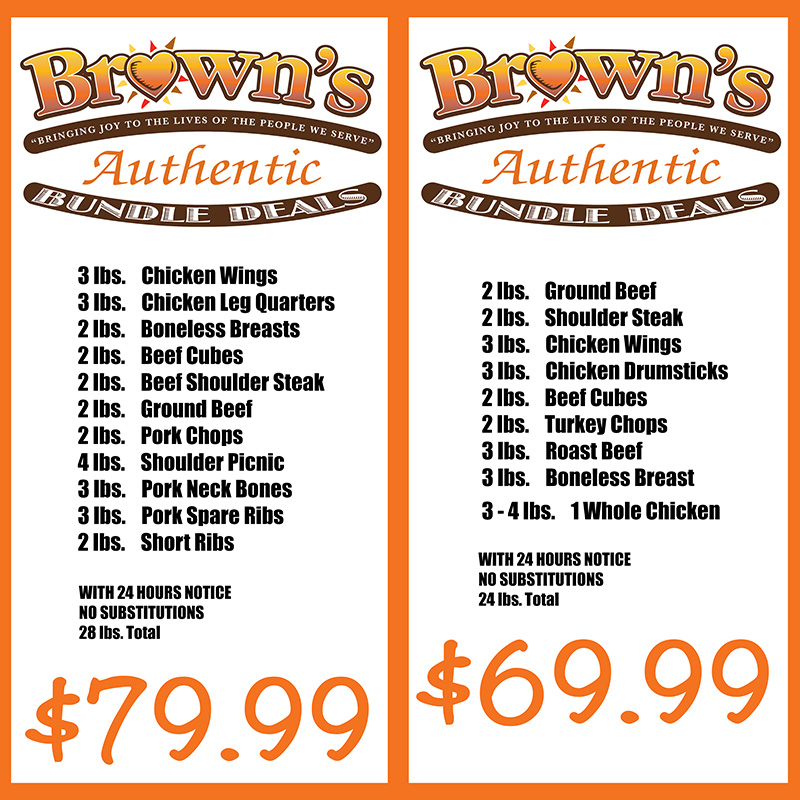 Brown's
"BRINGING JOY TO THE LIVES OF THE PEOPLE WE SERVE"
Authentic
BUNDLE DEALS
3 lbs. Chicken Wings
3 lbs. Chicken Leg Quarters
2 lbs. Boneless Breasts
2 lbs. Beef Cubes
2 lbs. Beef Shoulder Steak
2 lbs. Ground Beef
2 lbs. Pork Chops
4 lbs. Shoulder Picnic
3 lbs. Pork Neck Bones
3 lbs. Pork Spare Ribs
2 lbs. Short Ribs
WITH 24 HOURS NOTICE
NO SUBSTITUTIONS
28 lbs. Total
$79.99
Brown's
"BRINGING JOY TO THE LIVES OF THE PEOPLE WE SERVE"
Authentic
BUNDLE DEALS
2 lbs. Ground Beef
2 lbs. Shoulder Steak
3 lbs. Chicken Wings
3 lbs. Chicken Drumsticks
2 lbs. Beef Cubes
2 lbs. Turkey Chops
3 lbs. Roast Beef
3 lbs. Boneless Breast
3 - 4 lbs. 1 Whole Chicken
WITH 24 HOURS NOTICE
NO SUBSTITUTIONS
24 lbs. Total
$69.99